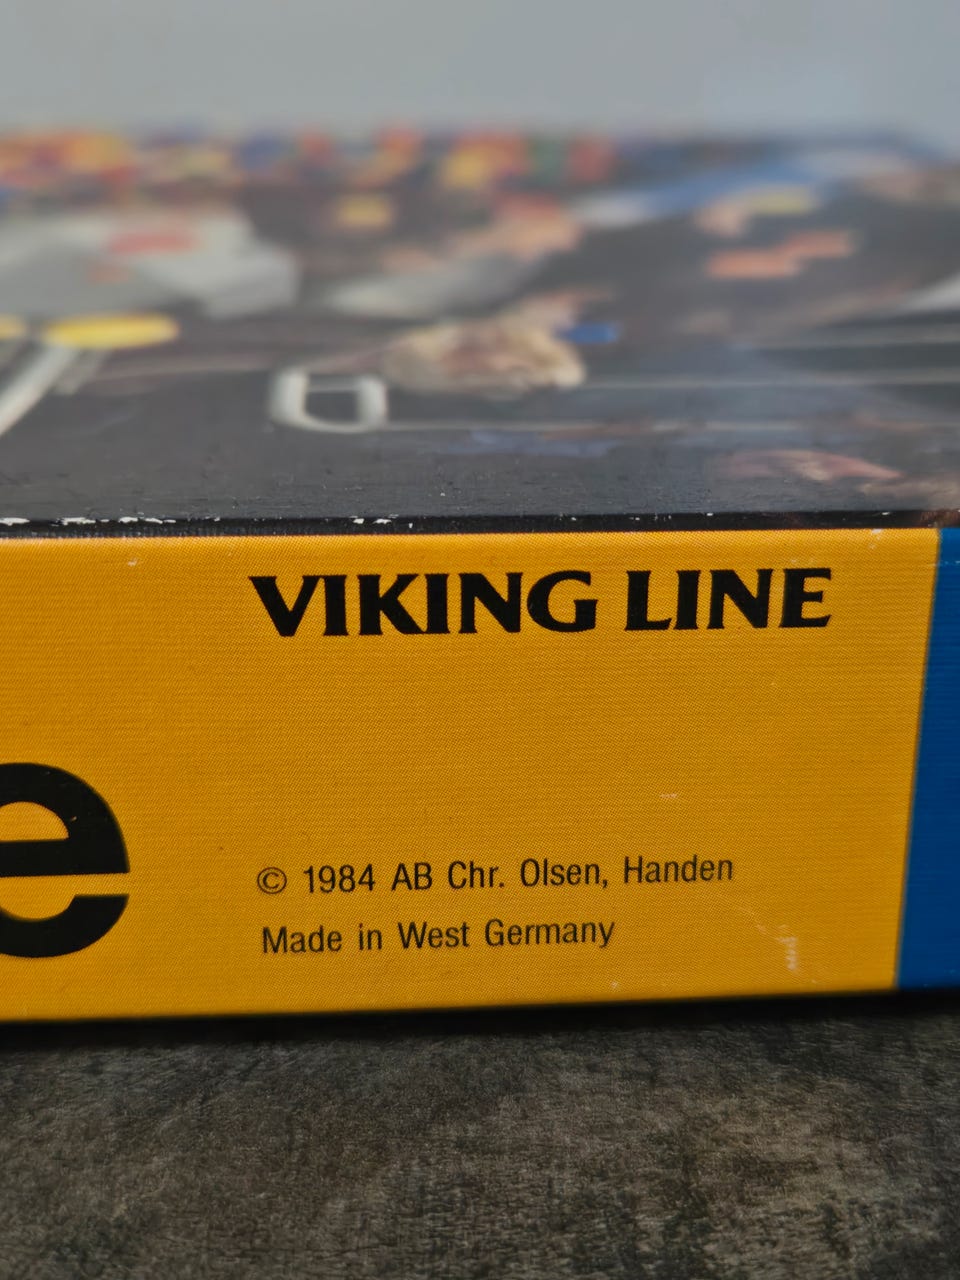 VIKING LINE
e
© 1984 AB Chr. Olsen, Handen
Made in West Germany